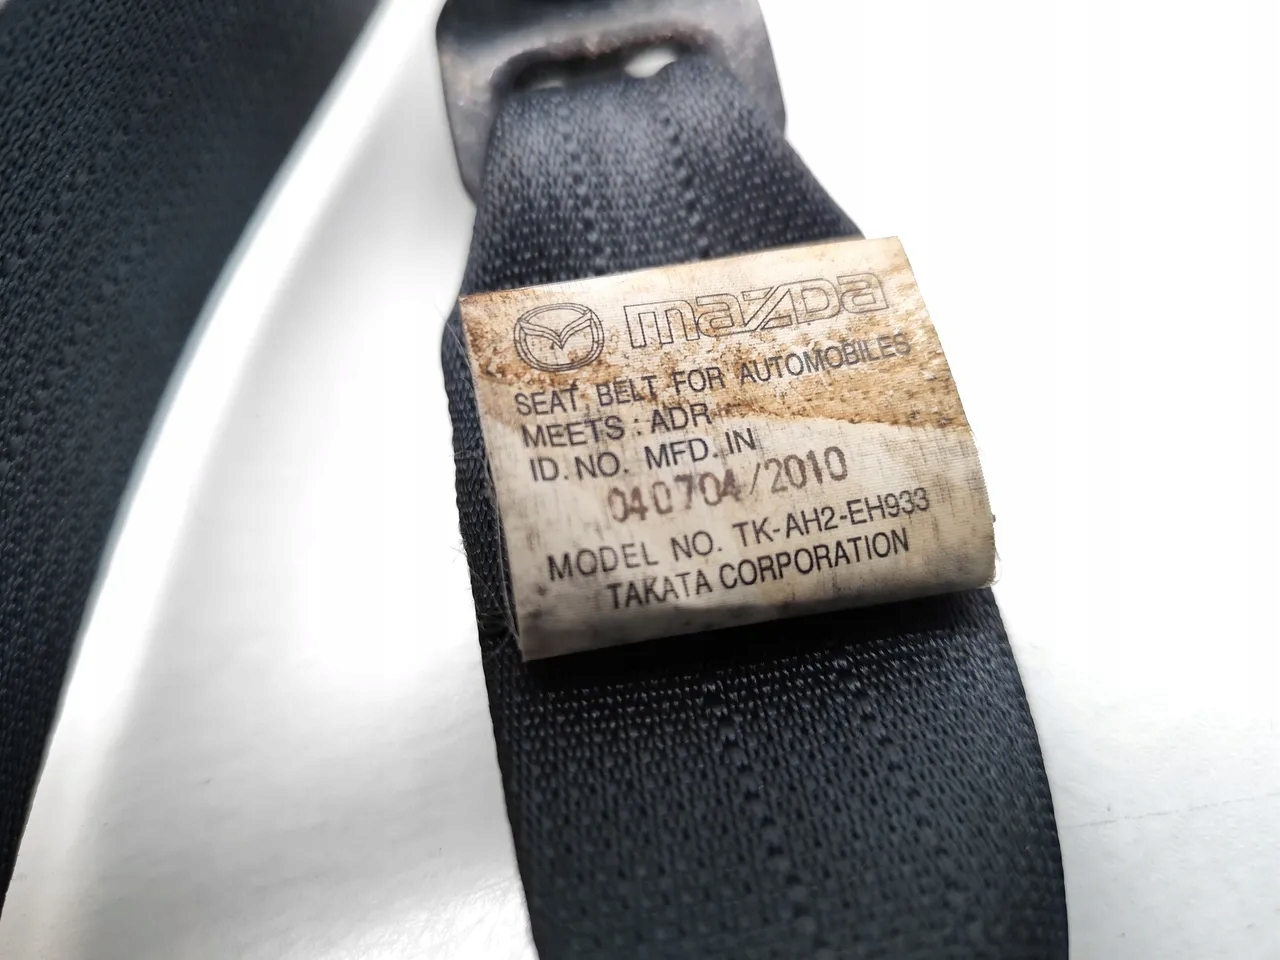 mazDa
SEAT BELT FOR AUTOMOBILES
MEETS : ADR
ID. NO. MFD. IN
040704/2010
MODEL NO. TK-AH2-EH933
TAKATA CORPORATION